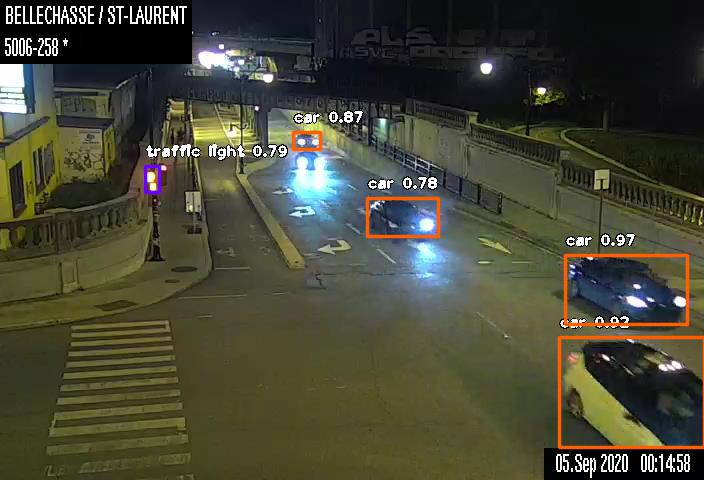 BELLECHASSE / ST-LAURENT
5006-258 *
car 0.87
traffic light 0.79
car 0.78
car 0.97
car 0.92
05.Sep 2020 00:14:58